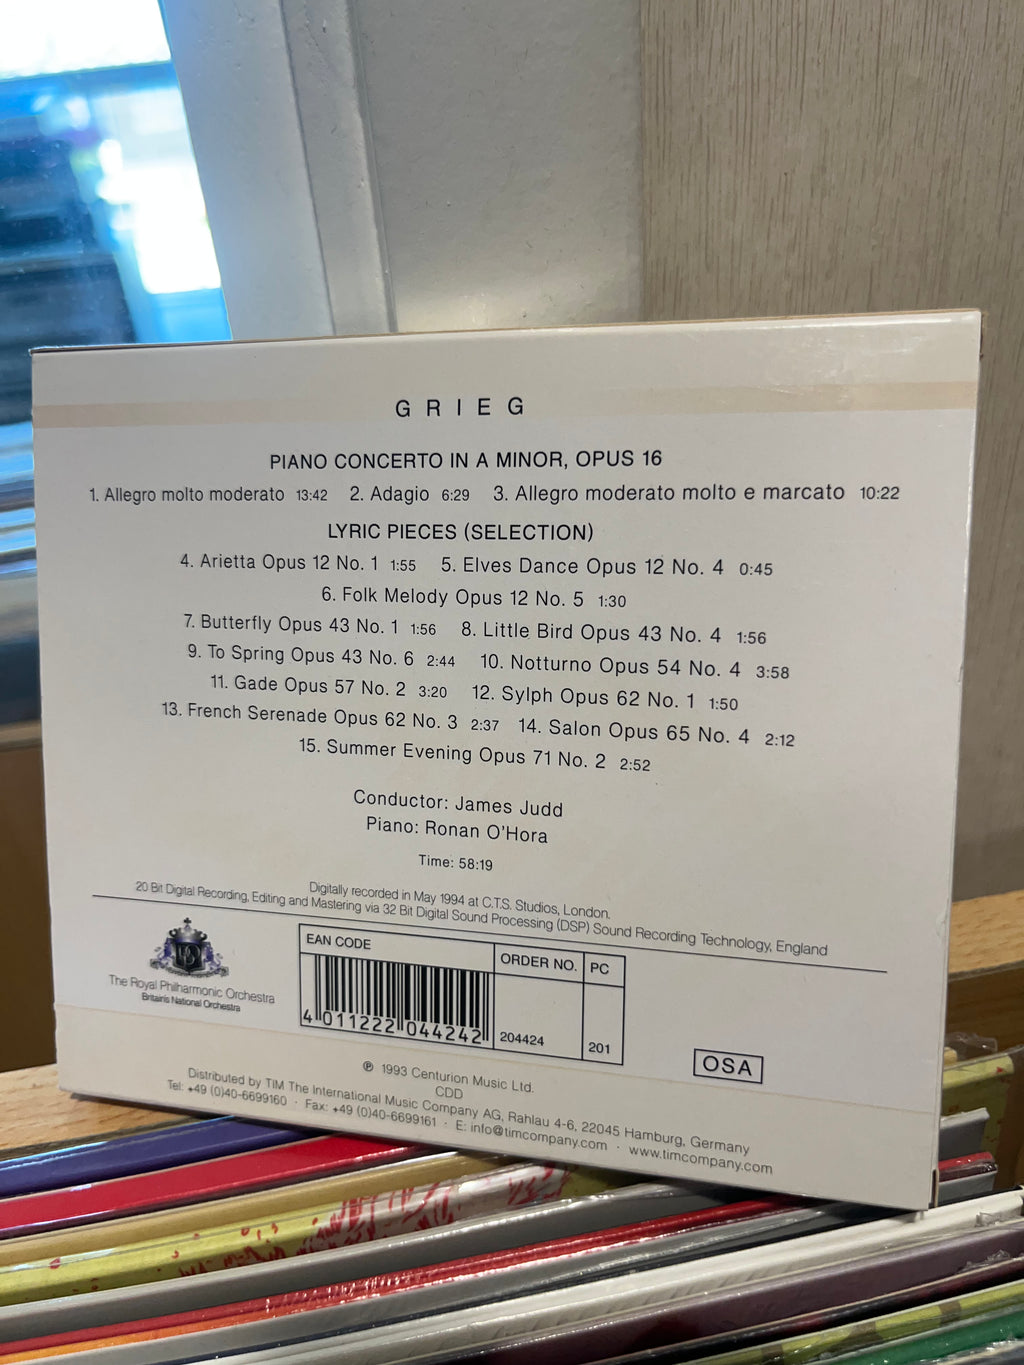 GRIEG
PIANO CONCERTO IN A MINOR, OPUS 16
1. Allegro molto moderato 13:42 2. Adagio 6:29 3. Allegro moderato molto e marcato 10:22
LYRIC PIECES (SELECTION)
4. Arietta Opus 12 No. 1 1:55 5. Elves Dance Opus 12 No. 4 0:45
6. Folk Melody Opus 12 No. 5 1:30
7. Butterfly Opus 43 No. 1 1:56 8. Little Bird Opus 43 No. 4 1:56
9. To Spring Opus 43 No. 6 2:44 10. Notturno Opus 54 No. 4 3:58
11. Gade Opus 57 No. 2 3:20 12. Sylph Opus 62 No. 1 1:50
13. French Serenade Opus 62 No. 3 2:37 14. Salon Opus 65 No. 4 2:12
15. Summer Evening Opus 71 No. 2 2:52
Conductor: James Judd
Piano: Ronan O'Hora
Time: 58:19
Digitally recorded in May 1994 at C.T.S. Studios, London.
20 Bit Digital Recording, Editing and Mastering via 32 Bit Digital Sound Processing (DSP) Sound Recording Technology, England
The Royal Philharmonic Orchestra
Britain's National Orchestra
EAN CODE
4 011222 044242
ORDER NO.
204424
PC
201
OSA
℗ 1993 Centurion Music Ltd.
CDD
Distributed by TIM The International Music Company AG, Rahlau 4-6, 22045 Hamburg, Germany
Tel: +49 (0)40-6699160 · Fax: +49 (0)40-6699161 · E: info@timcompany.com · www.timcompany.com